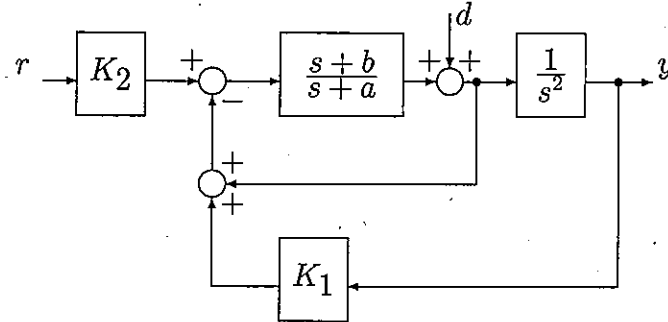 d
r K₂ + − s + b / s + a + + 1 / s² y
+
+
K₁